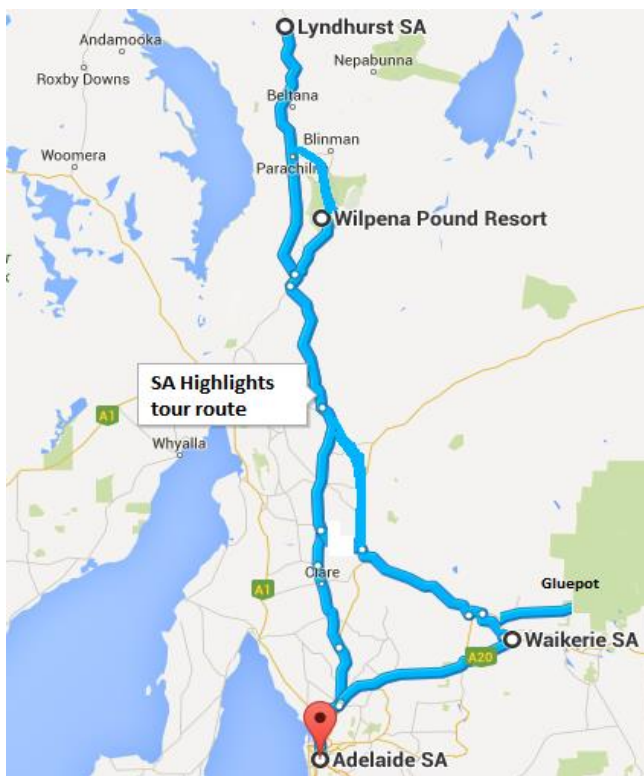 Lyndhurst SA
Andamooka
Nepabunna
Roxby Downs
Beltana
Blinman
Woomera
Parachiln
Wilpena Pound Resort
SA Highlights
tour route
A1
Whyalla
Clare
A1
Gluepot
Waikerie SA
A20
Adelaide SA